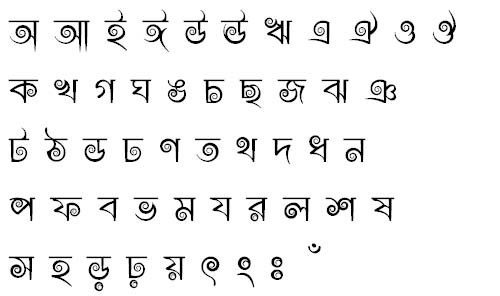 অ আ ই ঈ উ ঊ ঋ এ ঐ ও ঔ
ক খ গ ঘ ঙ চ ছ জ ঝ ঞ
ট ঠ ড ঢ ণ ত থ দ ধ ন
প ফ ব ভ ম য র ল শ ষ
স হ ড় ঢ় য় ৎ ং ঃ ঁ